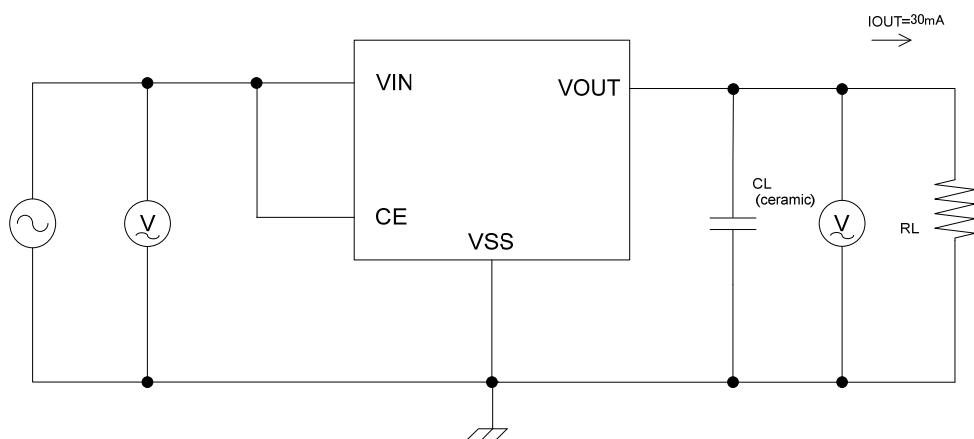 IOUT=30mA
VIN
VOUT
CE
VSS
V
CL
(ceramic)
V
RL